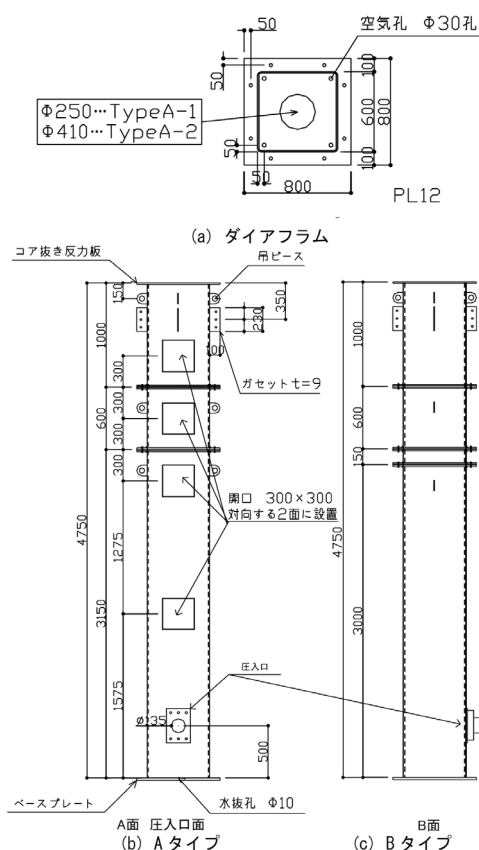 50
空気孔 Φ30孔
50
100
Φ250…TypeA-1
Φ410…TypeA-2
600
800
50
50
100
800
PL12
(a) ダイアフラム
コア抜き反力板
吊ピース
150
350
230
1000
1000
100
300
ガセットt=9
300
600
600
300
300
150
開口 300×300
対向する2面に設置
4750
1275
4750
3150
3000
圧入口
1575
φ135
500
ベースプレート
水抜孔 Φ10
A面 圧入口面
B面
(b) Aタイプ
(c) Bタイプ